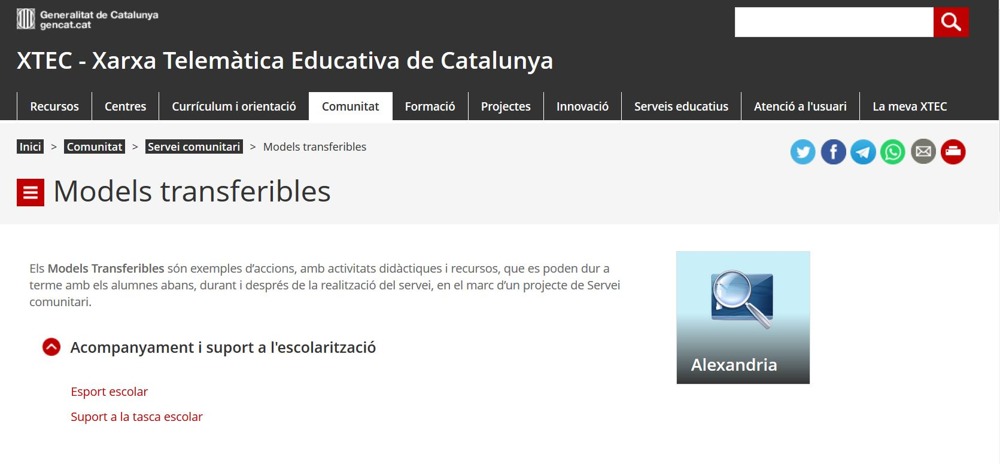 Generalitat de Catalunya
gencat.cat
XTEC - Xarxa Telemàtica Educativa de Catalunya
Recursos
Centres
Currículum i orientació
Comunitat
Formació
Projectes
Innovació
Serveis educatius
Atenció a l'usuari
La meva XTEC
Inici > Comunitat > Servei comunitari > Models transferibles
Models transferibles
Els Models Transferibles són exemples d’accions, amb activitats didàctiques i recursos, que es poden dur a
terme amb els alumnes abans, durant i després de la realització del servei, en el marc d’un projecte de Servei
comunitari.
Acompanyament i suport a l'escolarització
Esport escolar
Suport a la tasca escolar
Alexandria